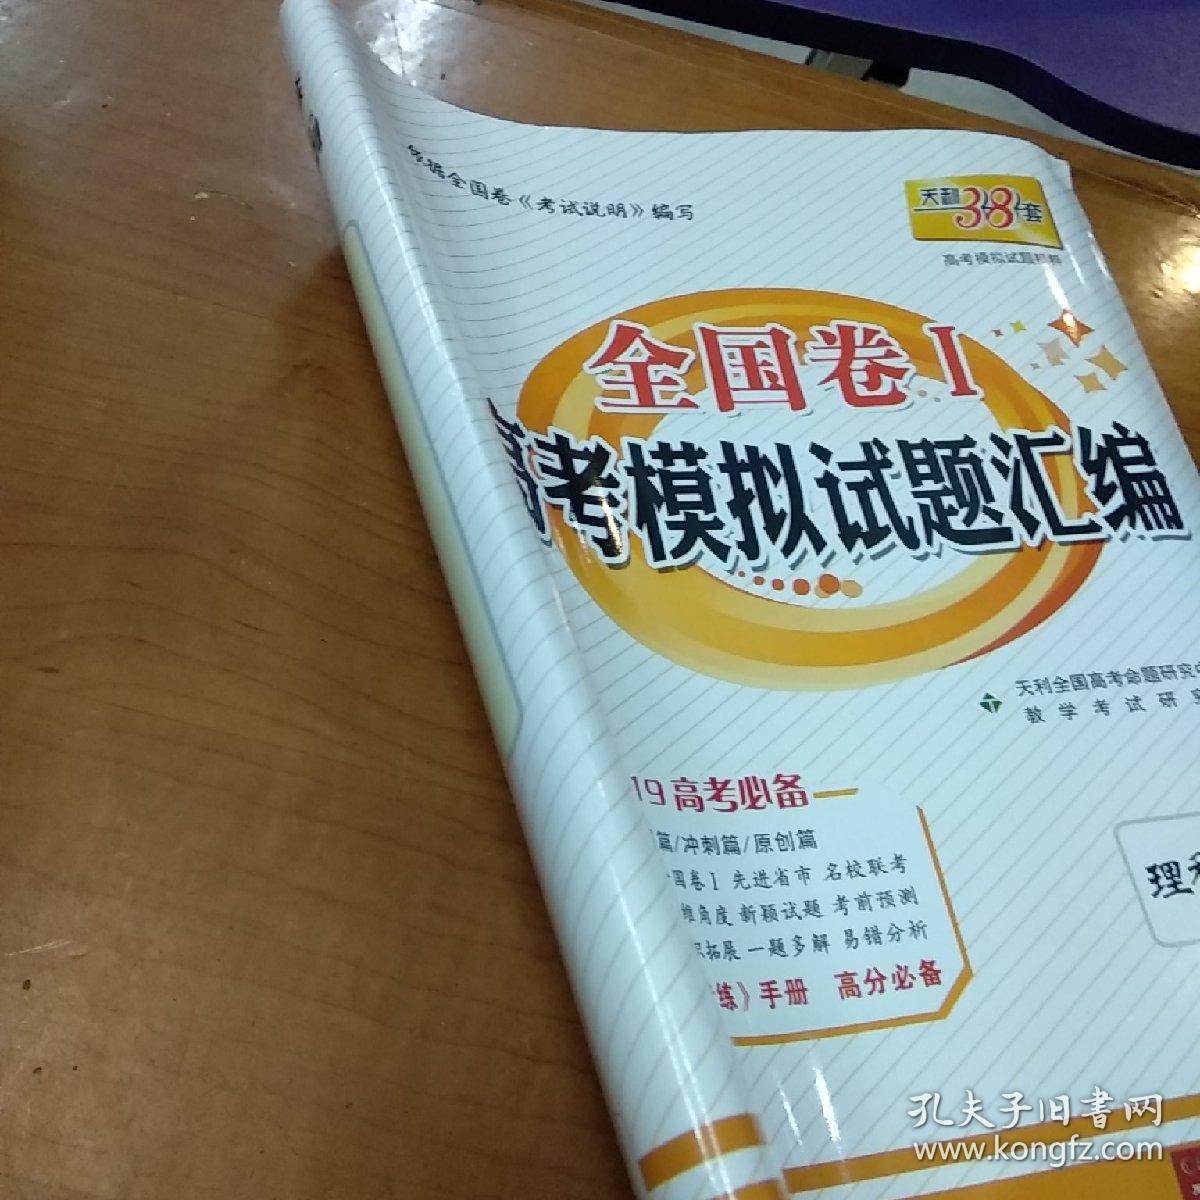 依据全国卷《考试说明》编写
天利38套
高考模拟试题
全国卷I
高考模拟试题汇编
天利全国高考命题研究中
教学考试研
19高考必备
篇/冲刺篇/原创篇
国卷I 先进省市 名校联考
维角度 新颖试题 考前预测
拓展 一题多解 易错分析
练》手册 高分必备
理
孔夫子旧书网
www.kongfz.com